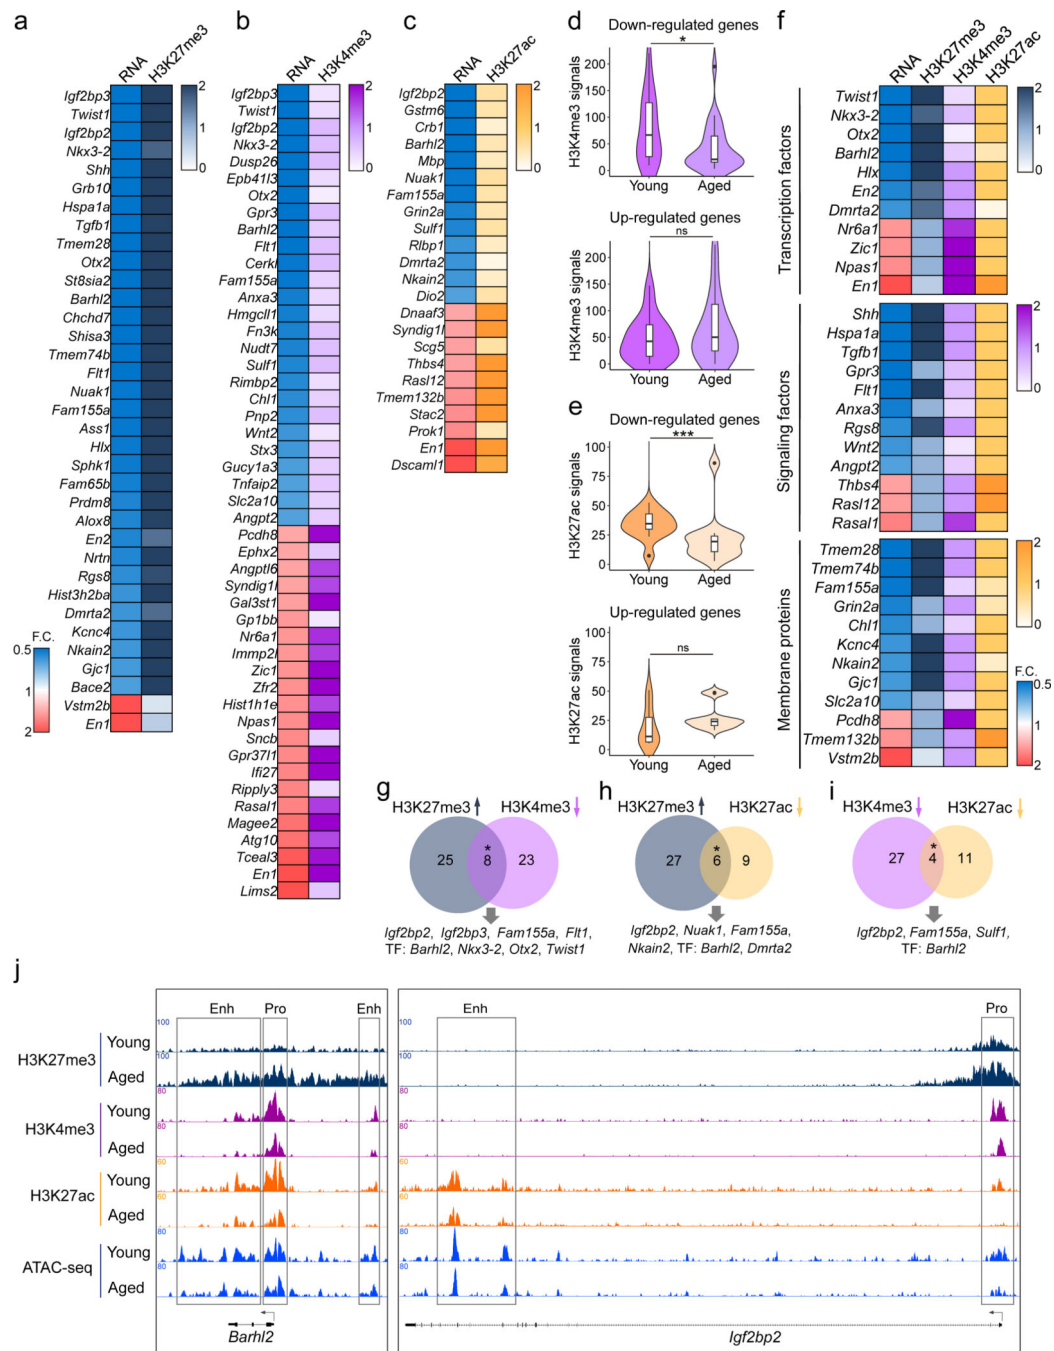 a
RNA
H3K27me3
2
1
0
Igf2bp3
Twist1
Igf2bp2
Nkx3-2
Shh
Grb10
Hspa1a
Tgfb1
Tmem28
Otx2
St8sia2
Barhl2
Chchd7
Shisa3
Tmem74b
Flt1
Nuak1
Fam155a
Ass1
Hlx
Sphk1
Fam65b
Prdm8
Alox8
En2
Nrtn
Rgs8
Hist3h2ba
Dmrta2
Kcnc4
Nkain2
Gjc1
Bace2
Vstm2b
En1
F.C.
0.5
1
2
b
RNA
H3K4me3
2
1
0
Igf2bp3
Twist1
Igf2bp2
Nkx3-2
Dusp26
Epb41l3
Otx2
Gpr3
Barhl2
Flt1
Cerkl
Fam155a
Anxa3
Hmgcll1
Fn3k
Nudt7
Sulf1
Rimbp2
Chl1
Pnp2
Wnt2
Stx3
Gucy1a3
Tnfaip2
Slc2a10
Angpt2
Pcdh8
Ephx2
Angptl6
Syndig1l
Gal3st1
Gp1bb
Nr6a1
Immp2l
Zic1
Zfr2
Hist1h1e
Npas1
Sncb
Gpr37l1
Ifi27
Ripply3
Rasal1
Magee2
Atg10
Tceal3
En1
Lims2
c
RNA
H3K27ac
2
1
0
Igf2bp2
Gstm6
Crb1
Barhl2
Mbp
Nuak1
Fam155a
Grin2a
Sulf1
Rlbp1
Dmrta2
Nkain2
Dio2
Dnaaf3
Syndig1l
Scg5
Thbs4
Rasl12
Tmem132b
Stac2
Prok1
En1
Dscaml1
d
Down-regulated genes
*
H3K4me3 signals
200
150
100
50
0
Young Aged
Up-regulated genes
ns
H3K4me3 signals
200
150
100
50
0
Young Aged
e
Down-regulated genes
***
H3K27ac signals
100
75
50
25
0
Young Aged
Up-regulated genes
ns
H3K27ac signals
100
75
50
25
0
Young Aged
f
RNA
H3K27me3
H3K4me3
H3K27ac
Transcription factors
Twist1
Nkx3-2
Otx2
Barhl2
Hlx
En2
Dmrta2
Nr6a1
Zic1
Npas1
En1
2
1
0
Signaling factors
Shh
Hspa1a
Tgfb1
Gpr3
Flt1
Anxa3
Rgs8
Wnt2
Angpt2
Thbs4
Rasl12
Rasal1
2
1
0
Membrane proteins
Tmem28
Tmem74b
Fam155a
Grin2a
Chl1
Kcnc4
Nkain2
Gjc1
Slc2a10
Pcdh8
Tmem132b
Vstm2b
2
1
0
F.C.
0.5
1
2
g
H3K27me3 H3K4me3
25 * 8 23
Igf2bp2, Igf2bp3, Fam155a, Flt1,
TF: Barhl2, Nkx3-2, Otx2, Twist1
h
H3K27me3 H3K27ac
27 * 6 9
Igf2bp2, Nuak1, Fam155a,
Nkain2, TF: Barhl2, Dmrta2
i
H3K4me3 H3K27ac
27 * 4 11
Igf2bp2, Fam155a, Sulf1,
TF: Barhl2
j
Enh Pro Enh
Enh Pro
H3K27me3
Young 100
Aged 100
H3K4me3
Young 80
Aged 80
H3K27ac
Young 60
Aged 60
ATAC-seq
Young 80
Aged 80
Barhl2
Igf2bp2